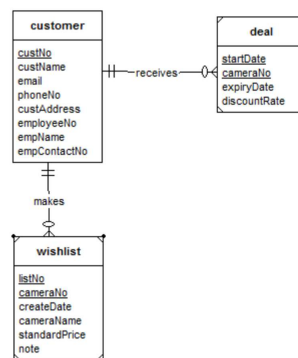 customer
custNo
custName
email
phoneNo
custAddress
employeeNo
empName
empContactNo
receives
deal
startDate
cameraNo
expiryDate
discountRate
makes
wishlist
listNo
cameraNo
createDate
cameraName
standardPrice
note